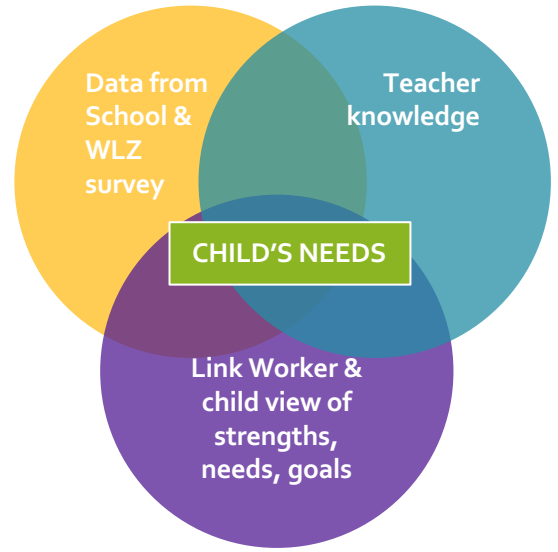 Data from
School &
WLZ
survey
Teacher
knowledge
CHILD'S NEEDS
Link Worker &
child view of
strengths,
needs, goals